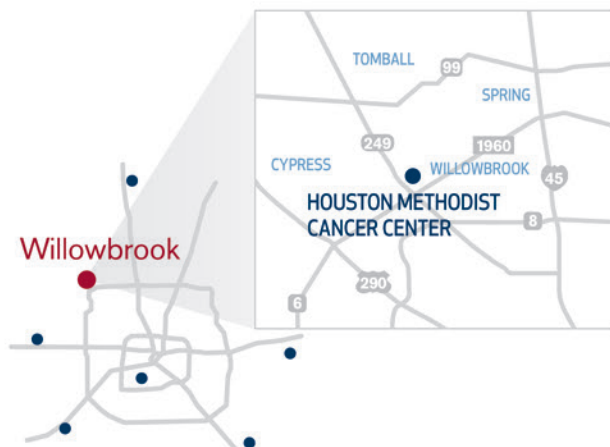 TOMBALL
99
SPRING
249
1960
CYPRESS
WILLOWBROOK
45
HOUSTON METHODIST
CANCER CENTER
8
Willowbrook
290
6